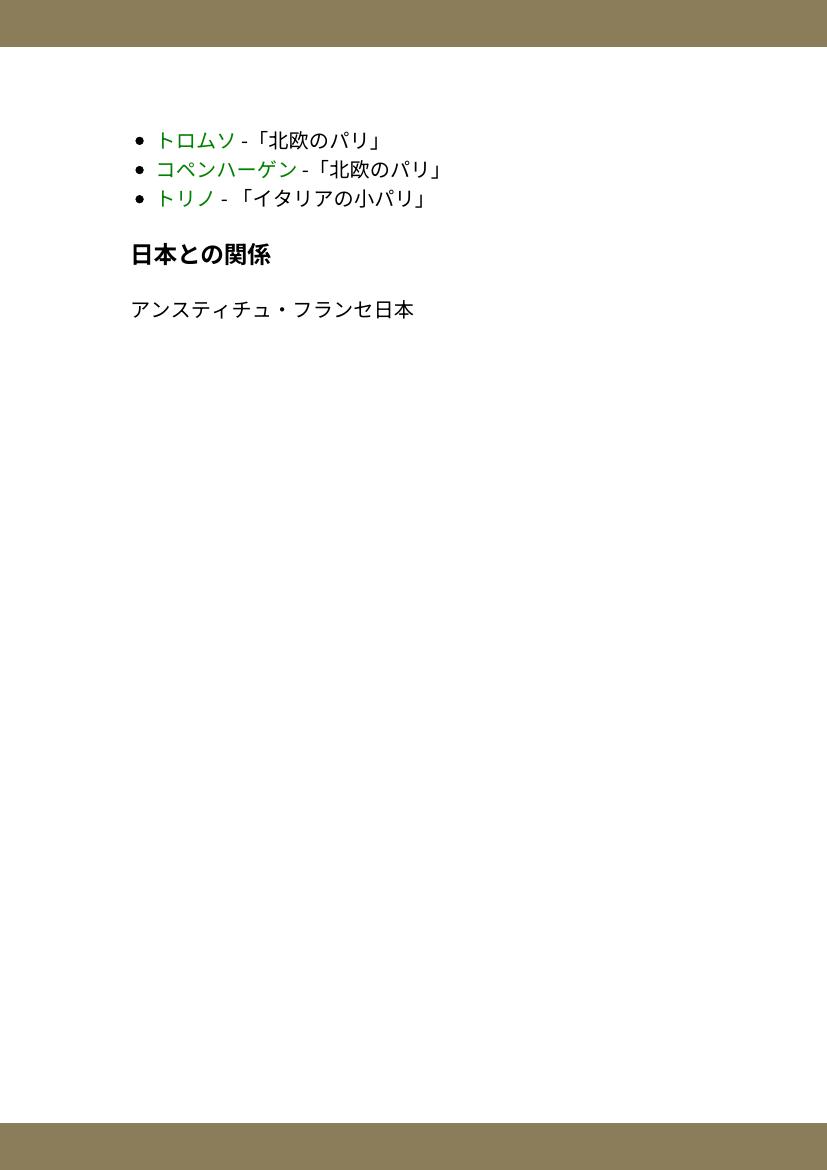 • トロムソ -「北欧のパリ」
• コペンハーゲン -「北欧のパリ」
• トリノ - 「イタリアの小パリ」
日本との関係
アンスティチュ・フランセ日本